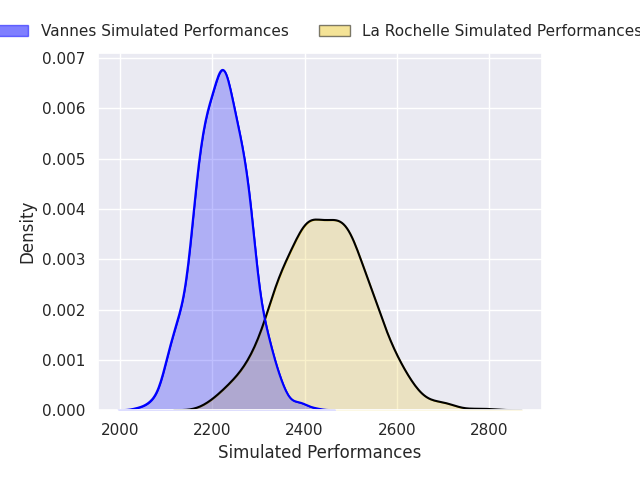 Vannes Simulated Performances La Rochelle Simulated Performances
0.007
0.006
0.005
0.004
0.003
0.002
0.001
0.000
Density
2000 2200 2400 2600 2800
Simulated Performances